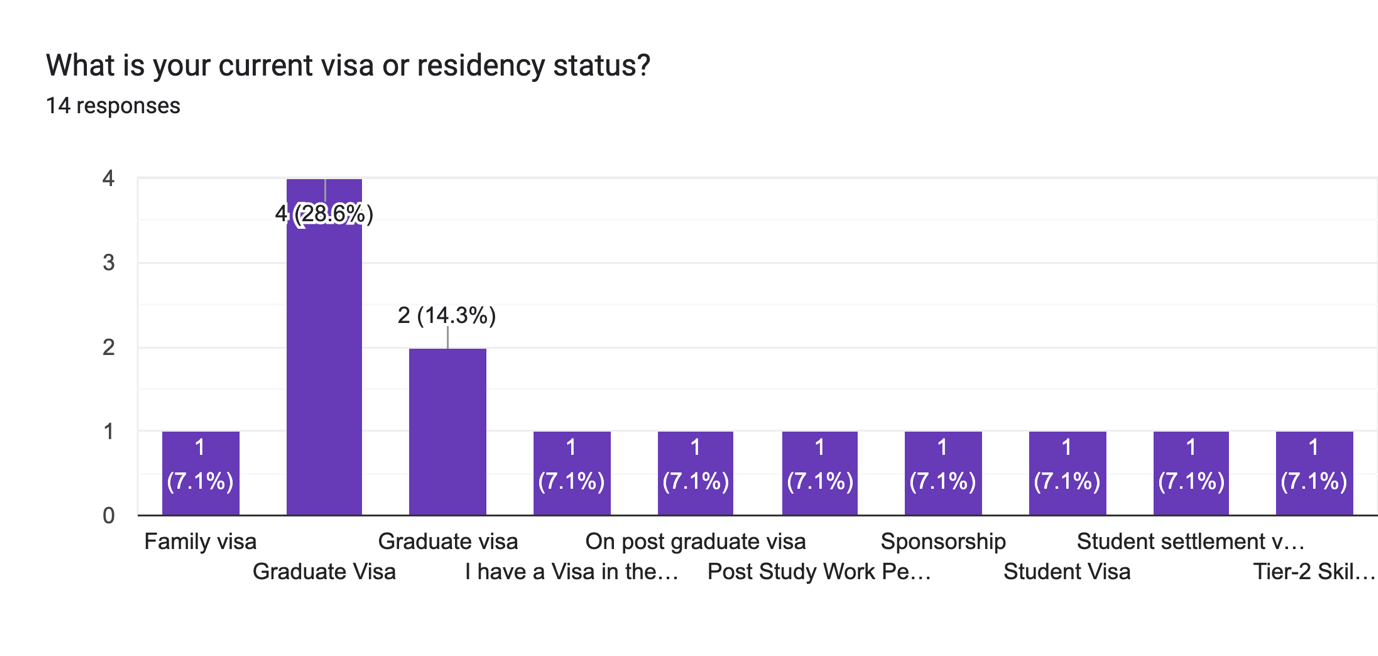 What is your current visa or residency status?
14 responses
4
3
2
1
0
4 (28.6%)
2 (14.3%)
1
(7.1%)
1
(7.1%)
1
(7.1%)
1
(7.1%)
1
(7.1%)
1
(7.1%)
1
(7.1%)
1
(7.1%)
Family visa
Graduate Visa
Graduate visa
I have a Visa in the…
On post graduate visa
Post Study Work Pe…
Sponsorship
Student Visa
Student settlement v…
Tier-2 Skil…